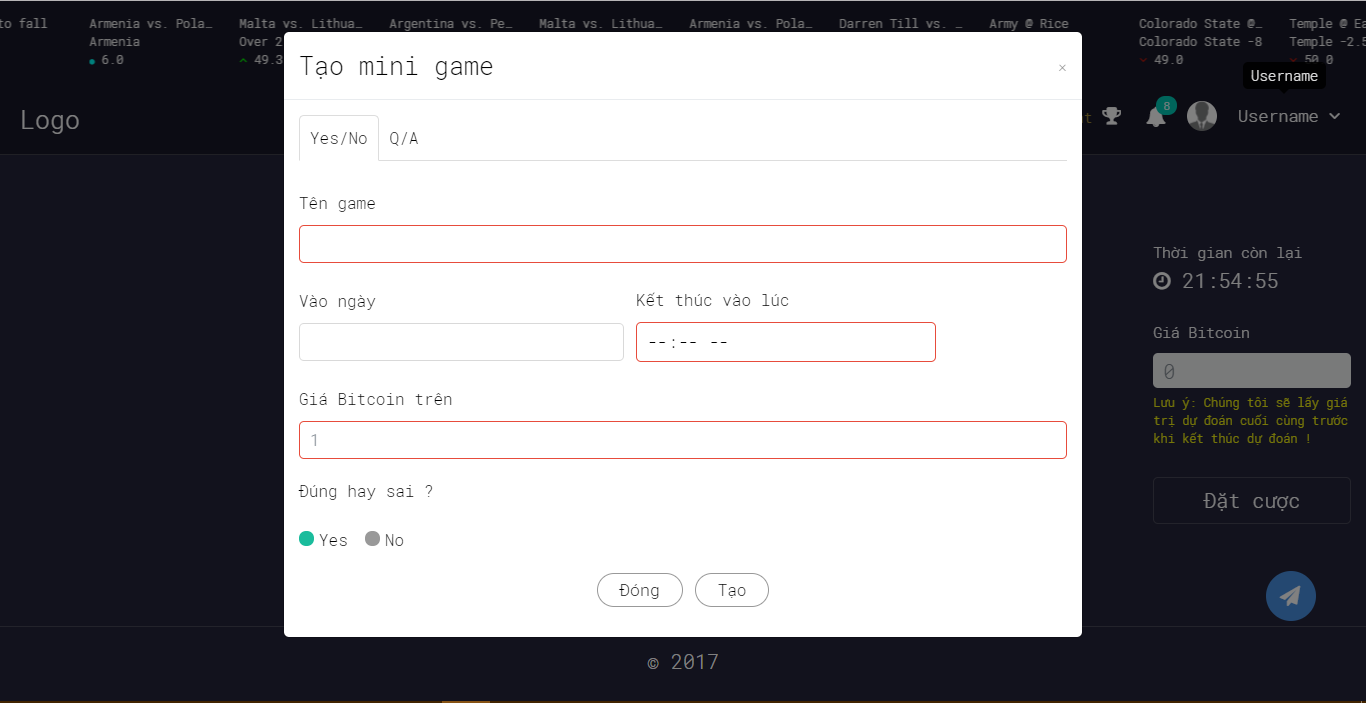 to fall
Armenia vs. Pola…
Armenia
6.0
Malta vs. Lithua…
Over 2
49.3
Argentina vs. Pe…
Malta vs. Lithua…
Armenia vs. Pola…
Darren Till vs. …
Army @ Rice
Colorado State @…
Colorado State -8
49.0
Temple @ Ea
Temple -2.5
50.0
Username
Logo
8
Username
Tạo mini game
×
Yes/No
Q/A
Tên game
Vào ngày
Kết thúc vào lúc
--:-- --
Giá Bitcoin trên
1
Đúng hay sai ?
Yes
No
Đóng
Tạo
Thời gian còn lại
21:54:55
Giá Bitcoin
0
Lưu ý: Chúng tôi sẽ lấy giá
trị dự đoán cuối cùng trước
khi kết thúc dự đoán !
Đặt cược
© 2017